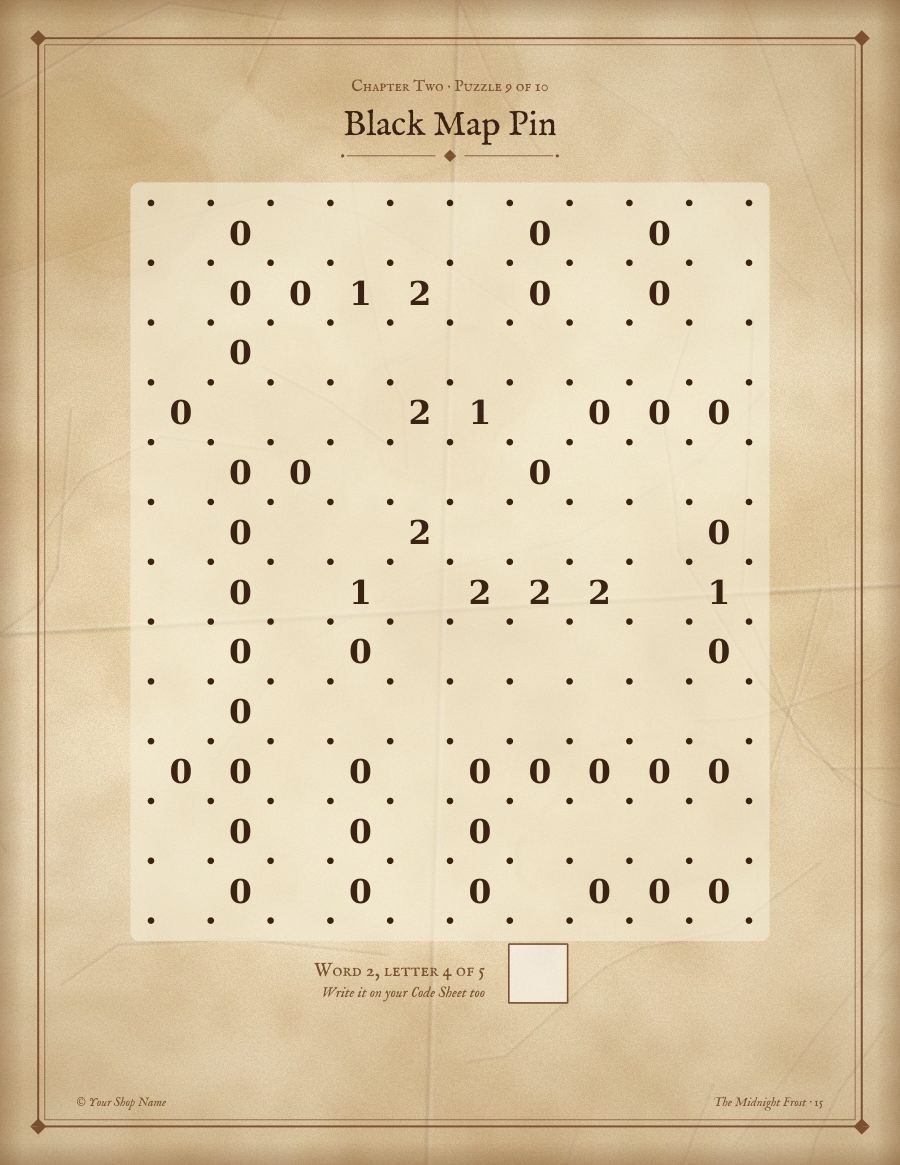 Chapter Two · Puzzle 9 of 10
Black Map Pin
0 0 0
0 0 1 2 0 0
0
0 2 1 0 0 0
0 0 0
0 2 0
0 1 2 2 2 1
0 0 0
0
0 0 0 0 0 0 0 0
0 0 0
0 0 0 0 0 0
Word 2, letter 4 of 5
Write it on your Code Sheet too
© Your Shop Name
The Midnight Frost · 15